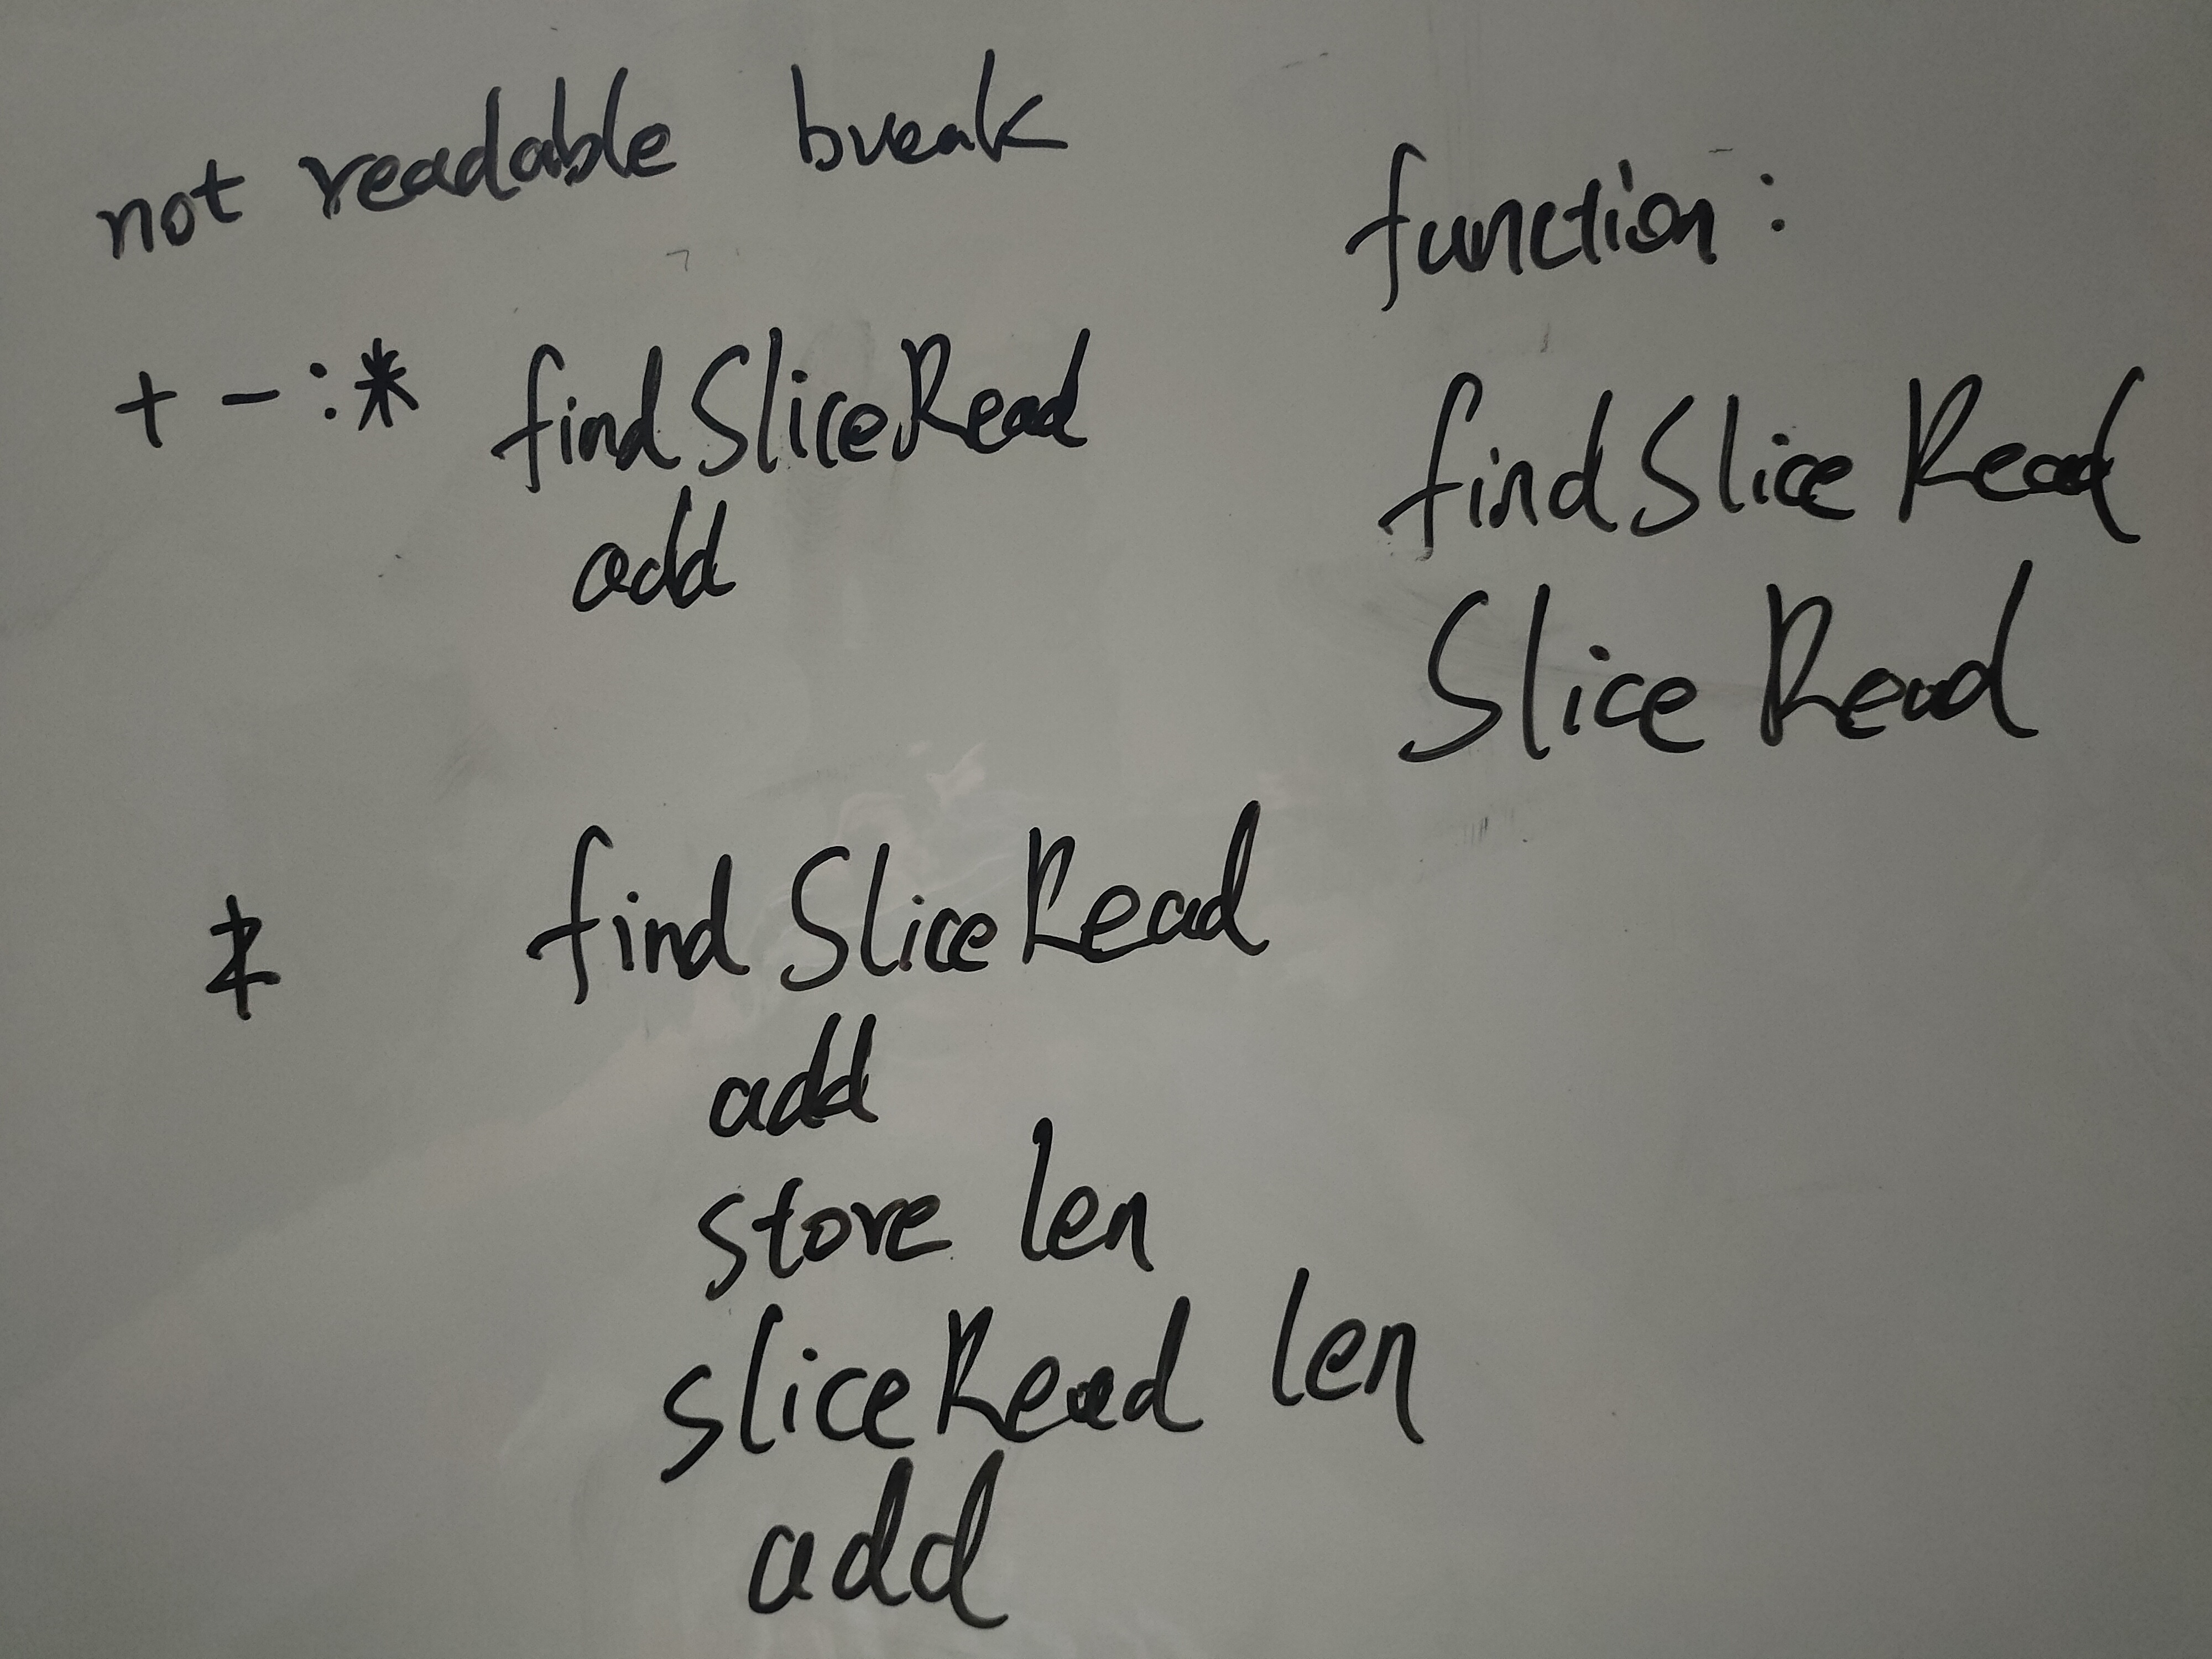 not readable break
+ - : * findSliceRead
add
$ findSliceRead
add
store len
sliceRead len
add
function:
findSliceRead
SliceRead